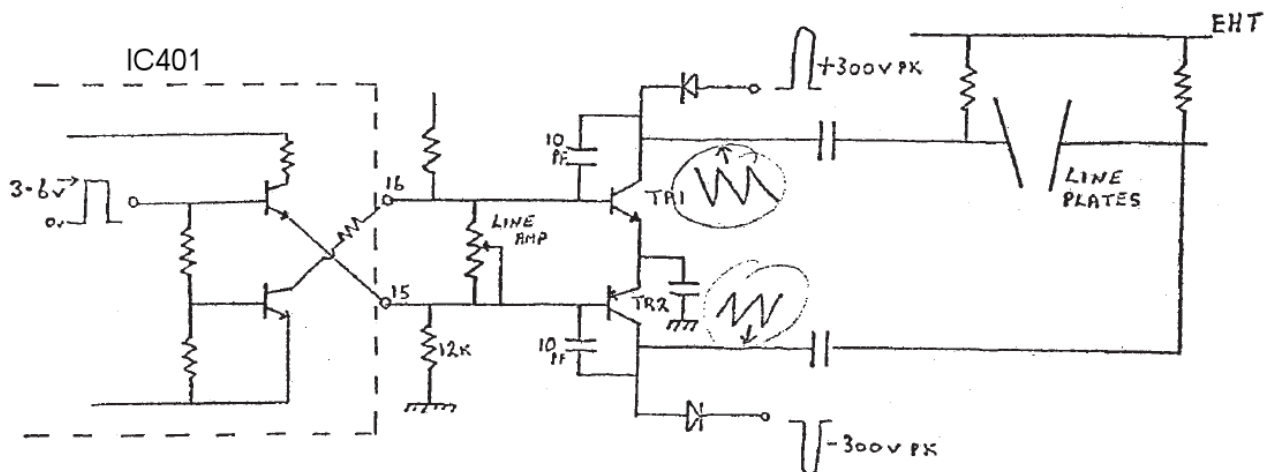 EHT
IC401
+300V PK
10
PF
3-6V
0V
16
TR1
LINE
PLATES
LINE
AMP
15
TR2
12K
10
PF
-300V PK